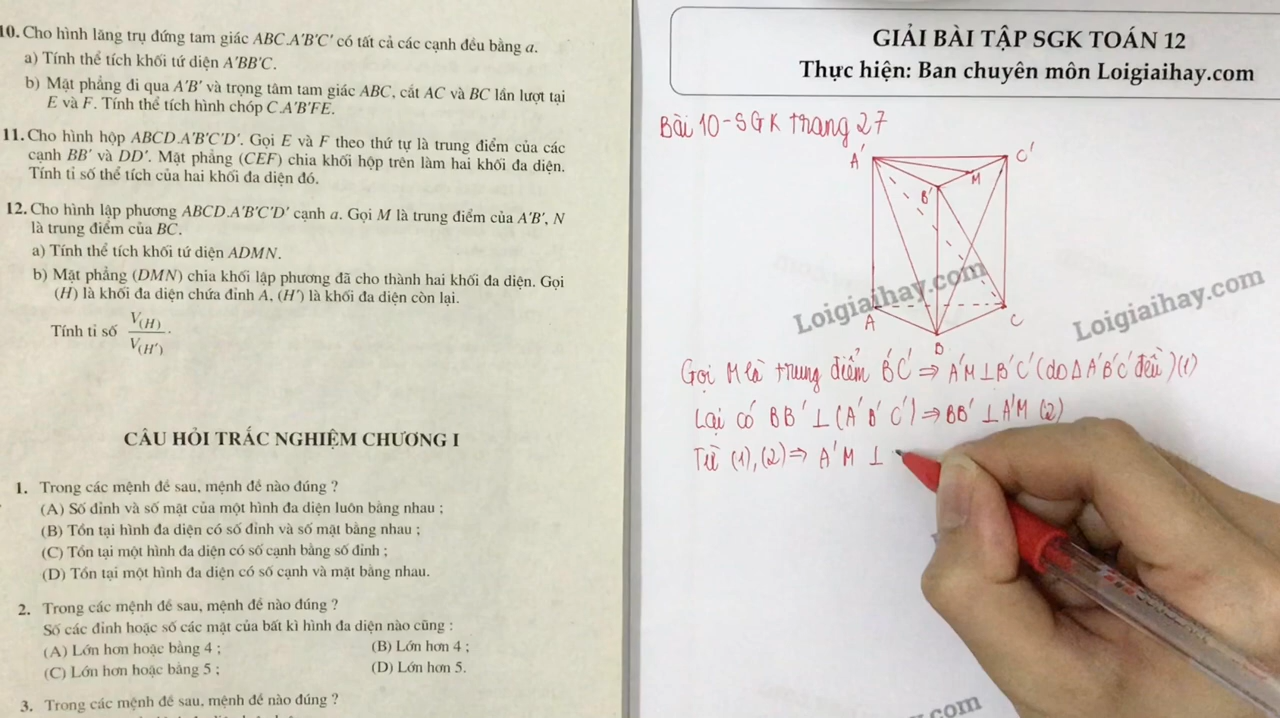 10. Cho hình lăng trụ đứng tam giác ABC.A'B'C' có tất cả các cạnh đều bằng a.
a) Tính thể tích khối tứ diện A'BB'C.
b) Mặt phẳng đi qua A'B' và trọng tâm tam giác ABC, cắt AC và BC lần lượt tại
E và F. Tính thể tích hình chóp C.A'B'FE.
11. Cho hình hộp ABCD.A'B'C'D'. Gọi E và F theo thứ tự là trung điểm của các
cạnh BB' và DD'. Mặt phẳng (CEF) chia khối hộp trên làm hai khối đa diện.
Tính tỉ số thể tích của hai khối đa diện đó.
12. Cho hình lập phương ABCD.A'B'C'D' cạnh a. Gọi M là trung điểm của A'B', N
là trung điểm của BC.
a) Tính thể tích khối tứ diện ADMN.
b) Mặt phẳng (DMN) chia khối lập phương đã cho thành hai khối đa diện. Gọi
(H) là khối đa diện chứa đỉnh A, (H') là khối đa diện còn lại.
Tính tỉ số V(H)/V(H').
CÂU HỎI TRẮC NGHIỆM CHƯƠNG I
1. Trong các mệnh đề sau, mệnh đề nào đúng ?
(A) Số đỉnh và số mặt của một hình đa diện luôn bằng nhau ;
(B) Tồn tại hình đa diện có số đỉnh và số mặt bằng nhau ;
(C) Tồn tại một hình đa diện có số cạnh bằng số đỉnh ;
(D) Tồn tại một hình đa diện có số cạnh và mặt bằng nhau.
2. Trong các mệnh đề sau, mệnh đề nào đúng ?
Số các đỉnh hoặc số các mặt của bất kì hình đa diện nào cũng :
(A) Lớn hơn hoặc bằng 4 ; (B) Lớn hơn 4 ;
(C) Lớn hơn hoặc bằng 5 ; (D) Lớn hơn 5.
3. Trong các mệnh đề sau, mệnh đề nào đúng ?
GIẢI BÀI TẬP SGK TOÁN 12
Thực hiện: Ban chuyên môn Loigiaihay.com
Bài 10-SGK trang 27
A' C'
M
B'
Loigiaihay.com
Loigiaihay.com
A C
B
Gọi M là trung điểm B'C' ⇒ A'M ⊥ B'C' (do Δ A'B'C' đều) (1)
Lại có BB' ⊥ (A'B'C') ⇒ BB' ⊥ A'M (2)
Từ (1), (2) ⇒ A'M ⊥